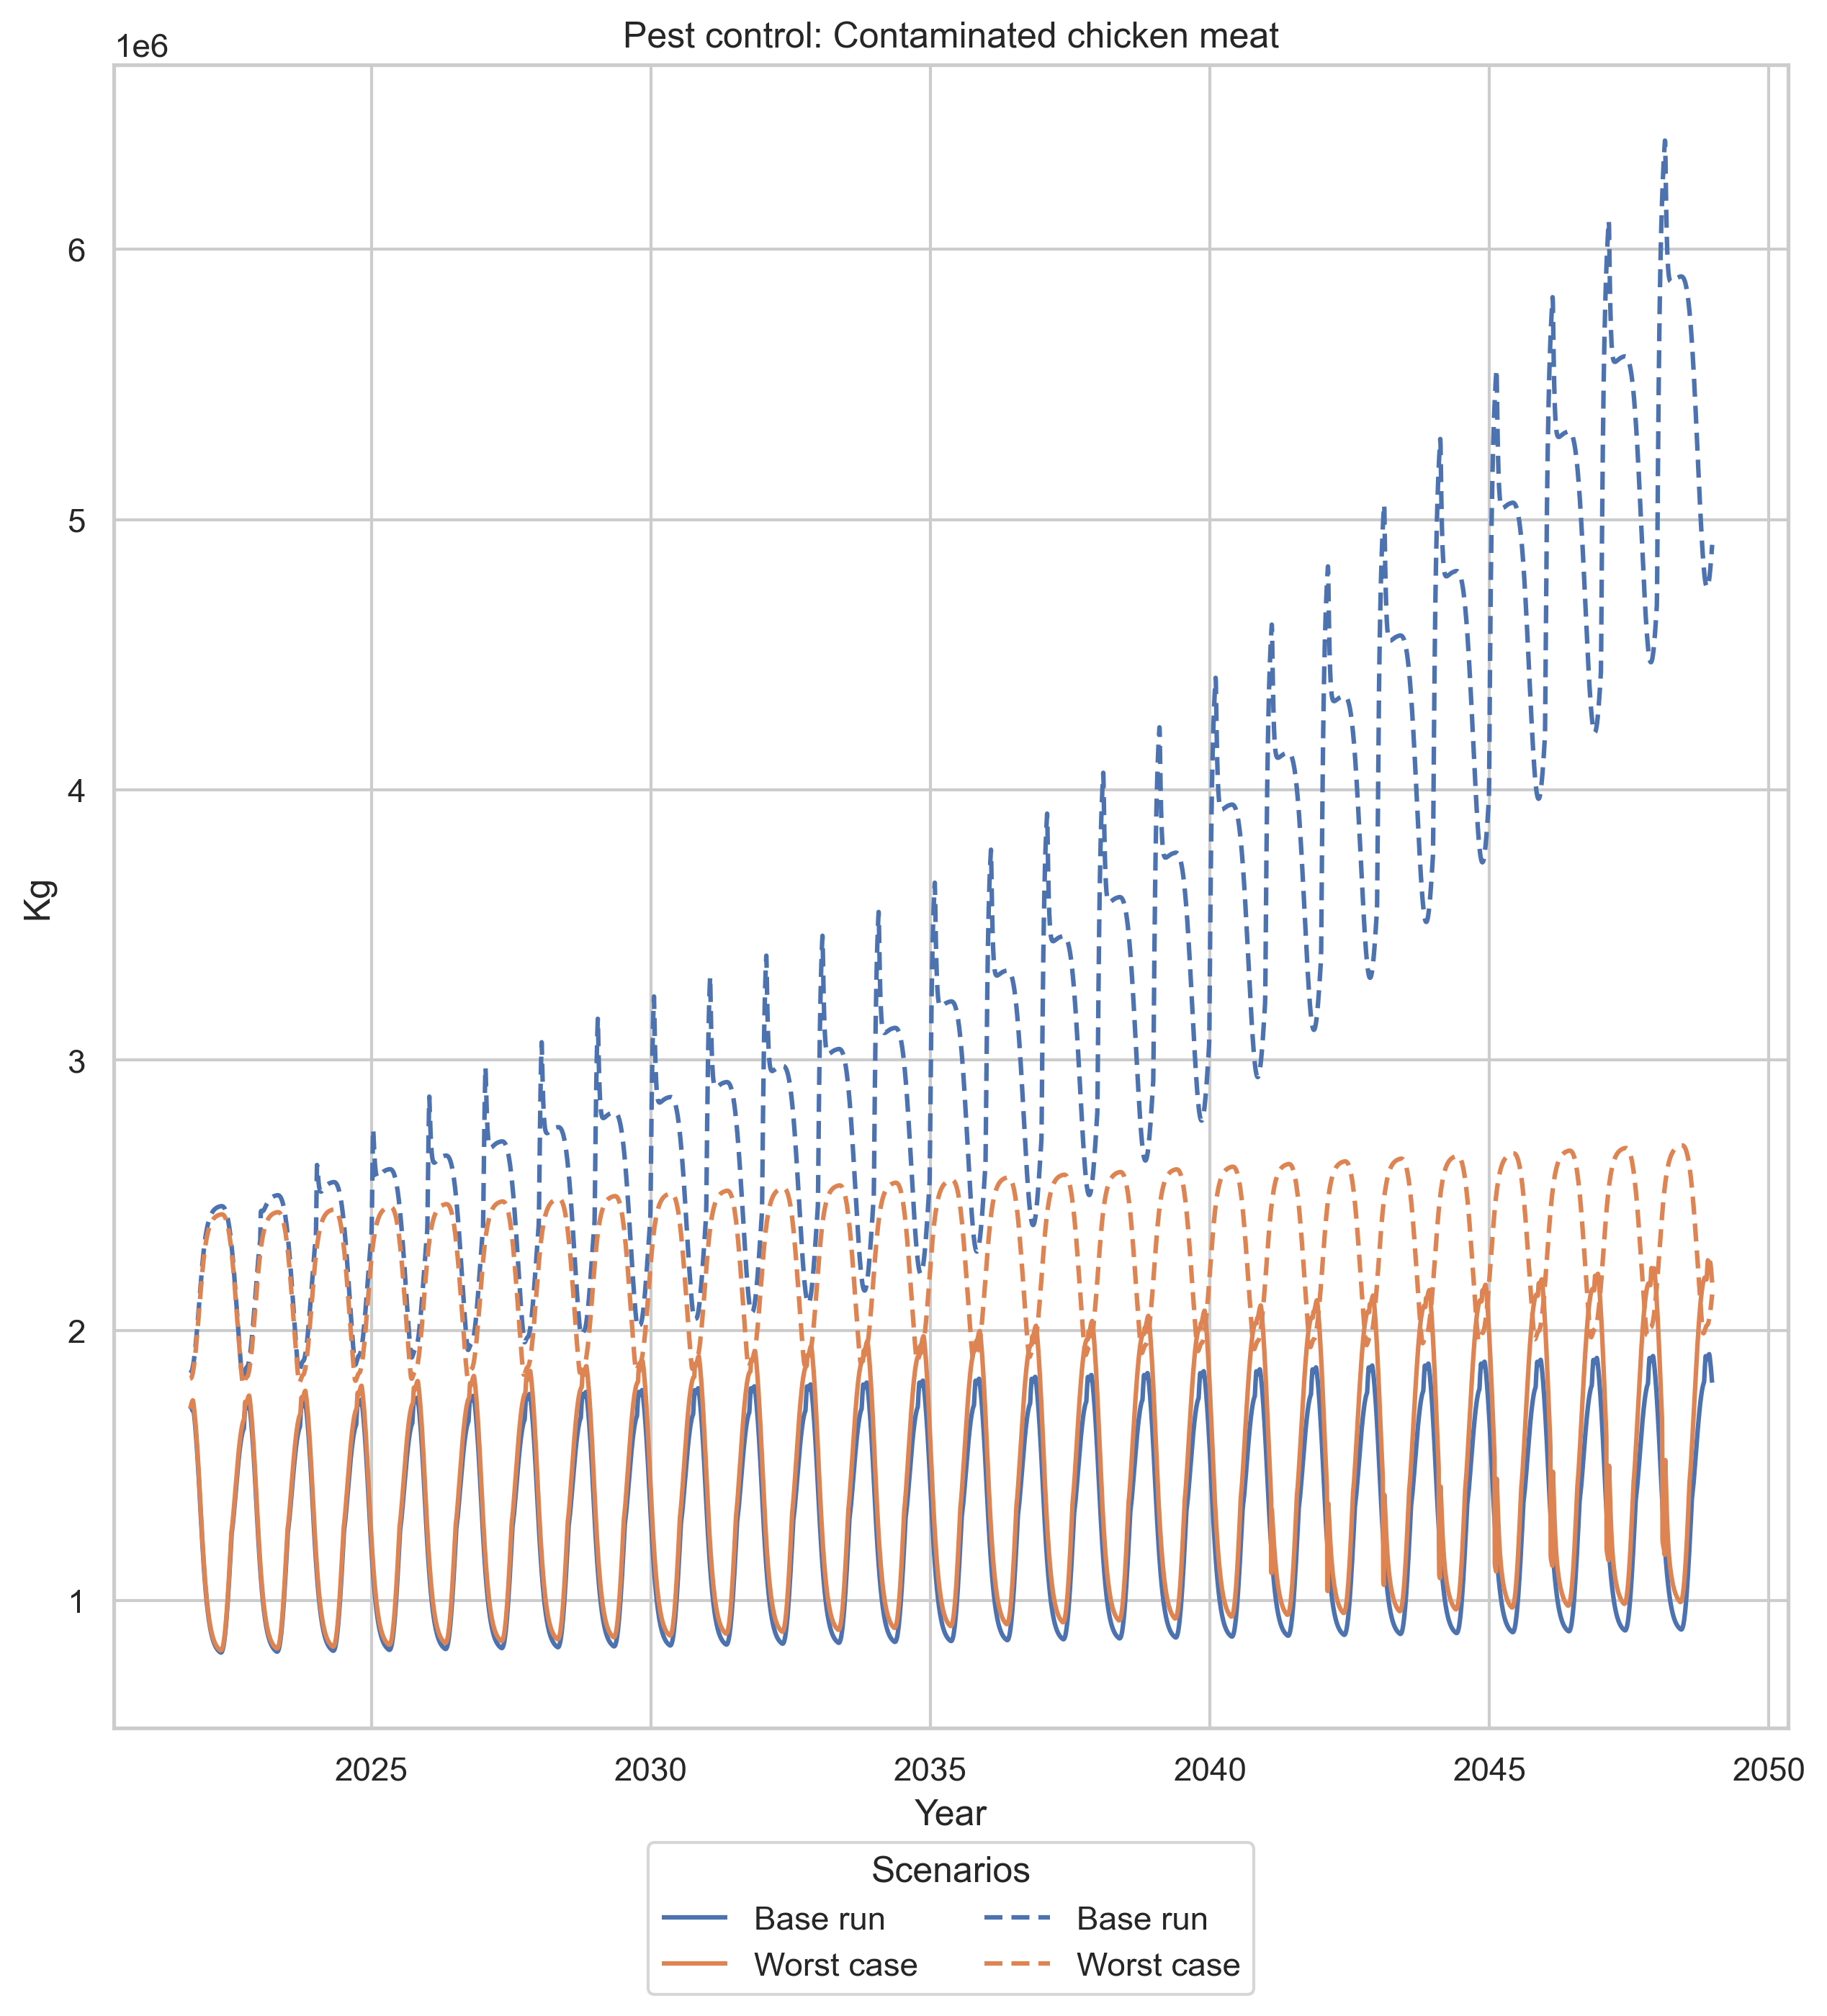 Pest control: Contaminated chicken meat
1e6
6
5
4
3
2
1
Kg
2025 2030 2035 2040 2045 2050
Year
Scenarios
Base run Base run
Worst case Worst case